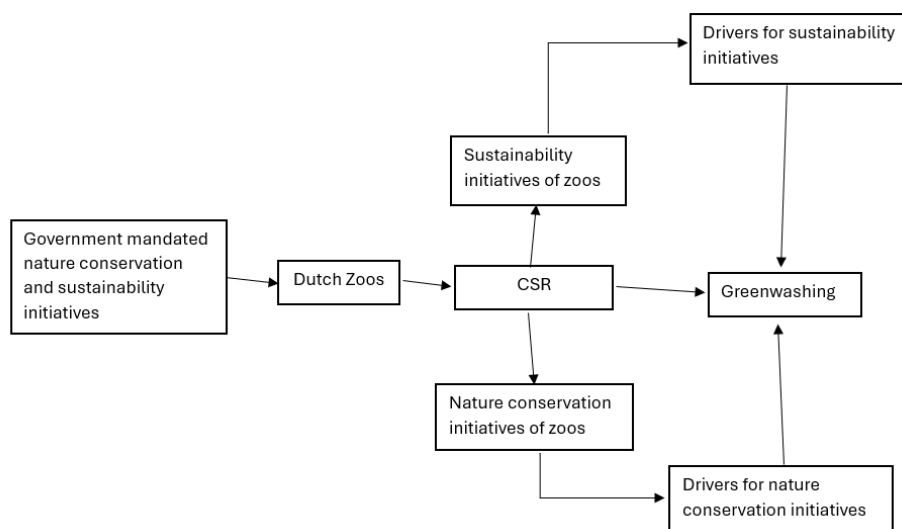 Drivers for sustainability
initiatives
Sustainability
initiatives of zoos
Government mandated
nature conservation
and sustainability
initiatives
Dutch Zoos
CSR
Greenwashing
Nature conservation
initiatives of zoos
Drivers for nature
conservation initiatives